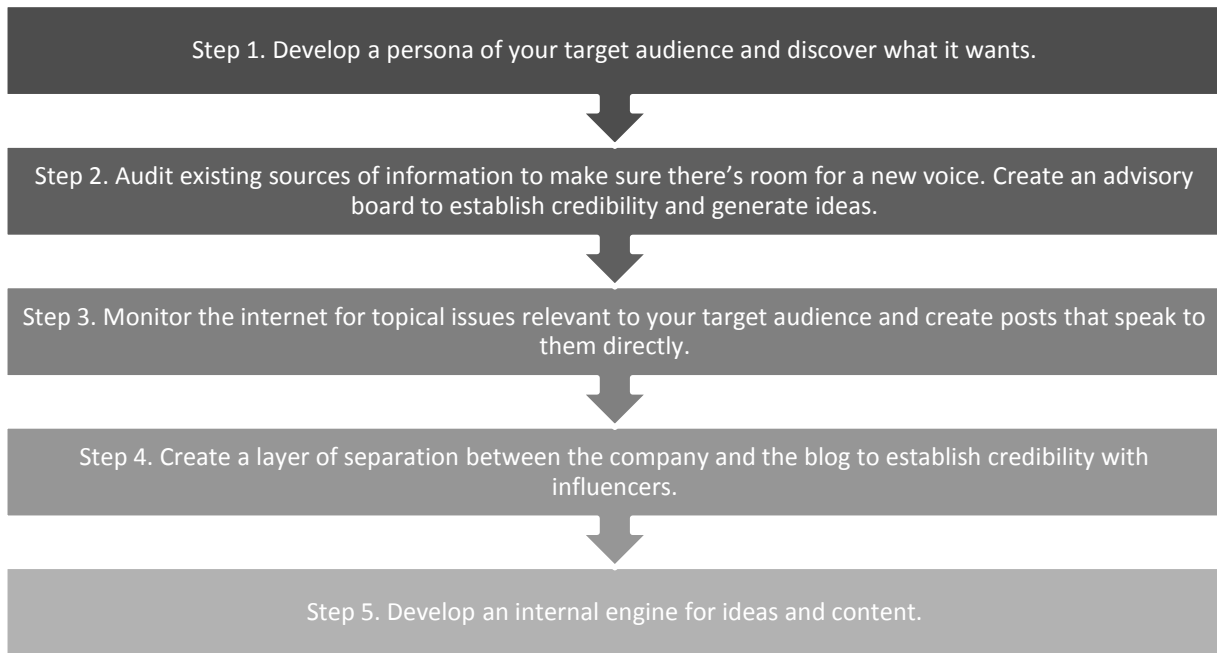 Step 1. Develop a persona of your target audience and discover what it wants.
Step 2. Audit existing sources of information to make sure there’s room for a new voice. Create an advisory
board to establish credibility and generate ideas.
Step 3. Monitor the internet for topical issues relevant to your target audience and create posts that speak to
them directly.
Step 4. Create a layer of separation between the company and the blog to establish credibility with
influencers.
Step 5. Develop an internal engine for ideas and content.